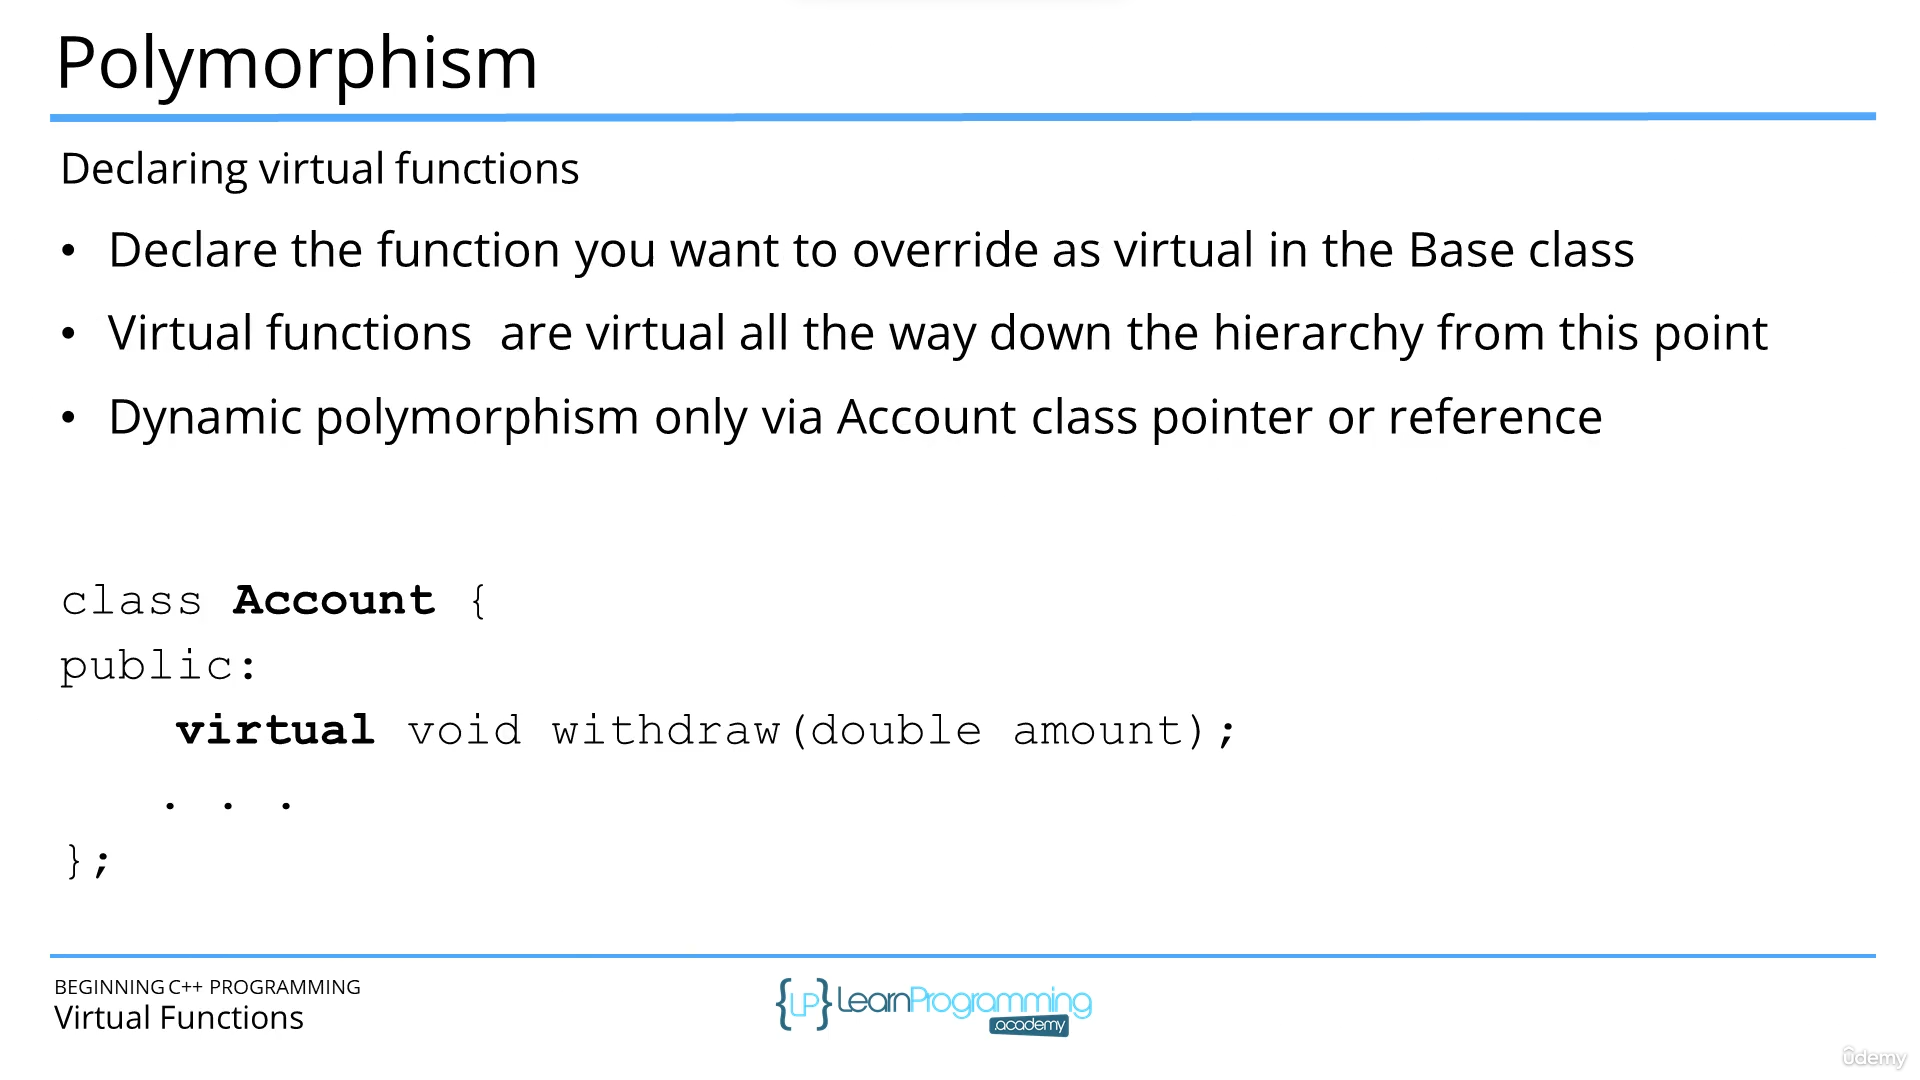 Polymorphism
Declaring virtual functions
• Declare the function you want to override as virtual in the Base class
• Virtual functions  are virtual all the way down the hierarchy from this point
• Dynamic polymorphism only via Account class pointer or reference
class Account {
public:
    virtual void withdraw(double amount);
    . . .
};
BEGINNING C++ PROGRAMMING
Virtual Functions
{LP} LearnProgramming
.academy
ûdemy